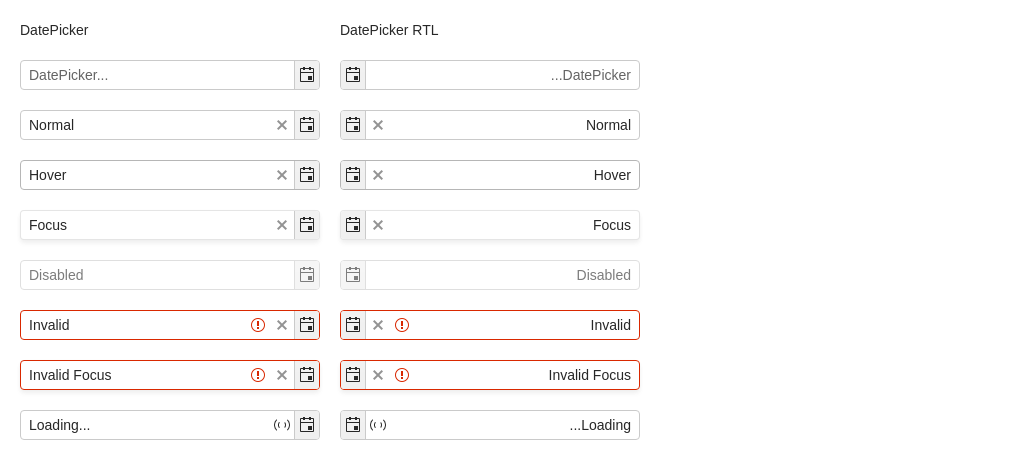 DatePicker
DatePicker RTL
DatePicker...
...DatePicker
Normal
Normal
Hover
Hover
Focus
Focus
Disabled
Disabled
Invalid
Invalid
Invalid Focus
Invalid Focus
Loading...
...Loading